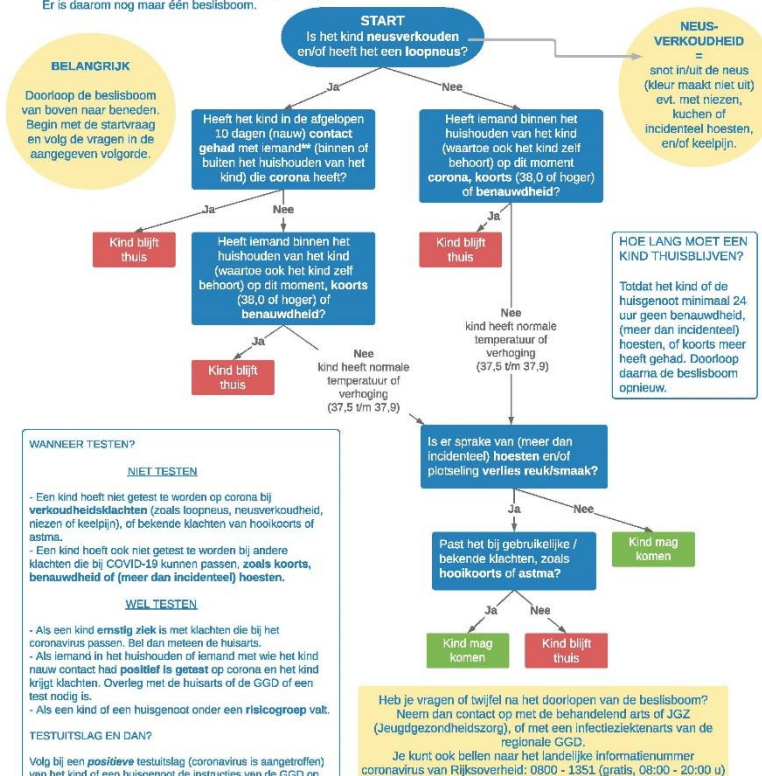 Er is daarom nog maar één beslisboom.
START
Is het kind neusverkouden
en/of heeft het een loopneus?
NEUS-
VERKOUDHEID
=
snot in/uit de neus
(kleur maakt niet uit)
evt. met niezen,
kuchen of
incidenteel hoesten,
en/of keelpijn.
BELANGRIJK
Doorloop de beslisboom
van boven naar beneden.
Begin met de startvraag
en volg de vragen in de
aangegeven volgorde.
Ja
Nee
Heeft het kind in de afgelopen
10 dagen (nauw) contact
gehad met iemand** (binnen of
buiten het huishouden van het
kind) die corona heeft?
Heeft iemand binnen het
huishouden van het kind
(waartoe ook het kind zelf
behoort) op dit moment
corona, koorts (38,0 of hoger)
of benauwdheid?
Ja
Nee
Ja
Kind blijft
thuis
Heeft iemand binnen het
huishouden van het kind
(waartoe ook het kind zelf
behoort) op dit moment, koorts
(38,0 of hoger) of
benauwdheid?
Kind blijft
thuis
HOE LANG MOET EEN
KIND THUISBLIJVEN?
Totdat het kind of de
huisgenoot minimaal 24
uur geen benauwdheid,
(meer dan incidenteel)
hoesten, of koorts meer
heeft gehad. Doorloop
daarna de beslisboom
opnieuw.
Ja
Kind blijft
thuis
Nee
kind heeft normale
temperatuur of
verhoging
(37,5 t/m 37,9)
Nee
kind heeft normale
temperatuur of
verhoging
(37,5 t/m 37,9)
Is er sprake van (meer dan
incidenteel) hoesten en/of
plotseling verlies reuk/smaak?
Ja
Nee
Past het bij gebruikelijke /
bekende klachten, zoals
hooikoorts of astma?
Kind mag
komen
Ja
Nee
Kind mag
komen
Kind blijft
thuis
WANNEER TESTEN?
NIET TESTEN
- Een kind hoeft niet getest te worden op corona bij
verkoudheidsklachten (zoals loopneus, neusverkoudheid,
niezen of keelpijn), of bekende klachten van hooikoorts of
astma.
- Een kind hoeft ook niet getest te worden bij andere
klachten die bij COVID-19 kunnen passen, zoals koorts,
benauwdheid of (meer dan incidenteel) hoesten.
WEL TESTEN
- Als een kind ernstig ziek is met klachten die bij het
coronavirus passen. Bel dan meteen de huisarts.
- Als iemand in het huishouden of iemand met wie het kind
nauw contact had positief is getest op corona en het kind
krijgt klachten. Overleg met de huisarts of de GGD of een
test nodig is.
- Als een kind of een huisgenoot onder een risicogroep valt.
TESTUITSLAG EN DAN?
Volg bij een positieve testuitslag (coronavirus is aangetroffen)
van het kind of een huisgenoot de instructies van de GGD op
Heb je vragen of twijfel na het doorlopen van de beslisboom?
Neem dan contact op met de behandelend arts of JGZ
(Jeugdgezondheidszorg), of met een infectieziektenarts van de
regionale GGD.
Je kunt ook bellen naar het landelijke informatienummer
coronavirus van Rijksoverheid: 0800 - 1351 (gratis, 08:00 - 20:00 u)